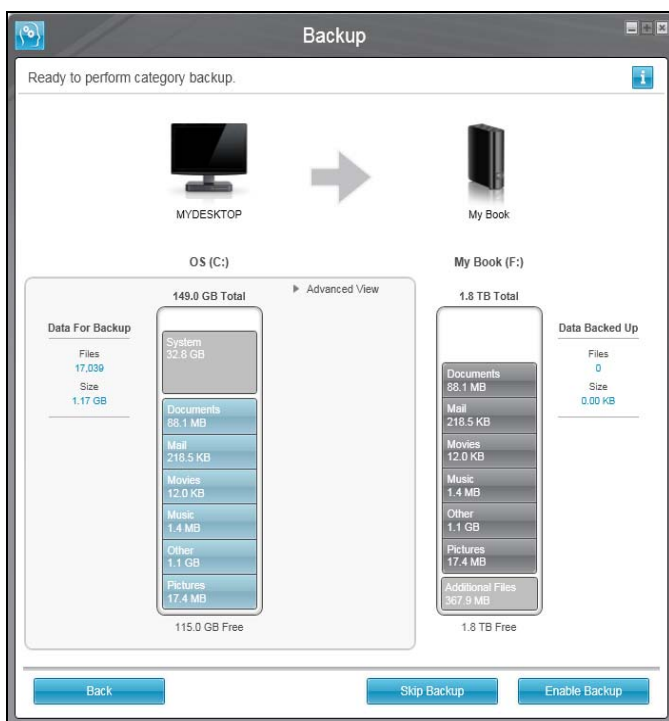 Backup
Ready to perform category backup.
MYDESKTOP
My Book
OS (C:)
149.0 GB Total
Advanced View
Data For Backup
Files
17,039
Size
1.17 GB
System
32.8 GB
Documents
88.1 MB
Mail
218.5 KB
Movies
12.0 KB
Music
1.4 MB
Other
1.1 GB
Pictures
17.4 MB
115.0 GB Free
My Book (F:)
1.8 TB Total
Documents
88.1 MB
Mail
218.5 KB
Movies
12.0 KB
Music
1.4 MB
Other
1.1 GB
Pictures
17.4 MB
Additional Files
367.9 MB
1.8 TB Free
Data Backed Up
Files
0
Size
0.00 KB
Back
Skip Backup
Enable Backup